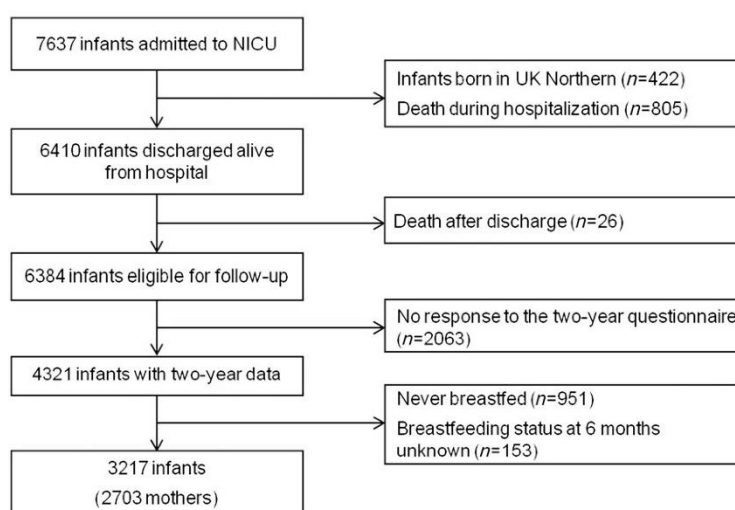 7637 infants admitted to NICU
Infants born in UK Northern (n=422)
Death during hospitalization (n=805)
6410 infants discharged alive
from hospital
Death after discharge (n=26)
6384 infants eligible for follow-up
No response to the two-year questionnaire
(n=2063)
4321 infants with two-year data
Never breastfed (n=951)
Breastfeeding status at 6 months
unknown (n=153)
3217 infants
(2703 mothers)